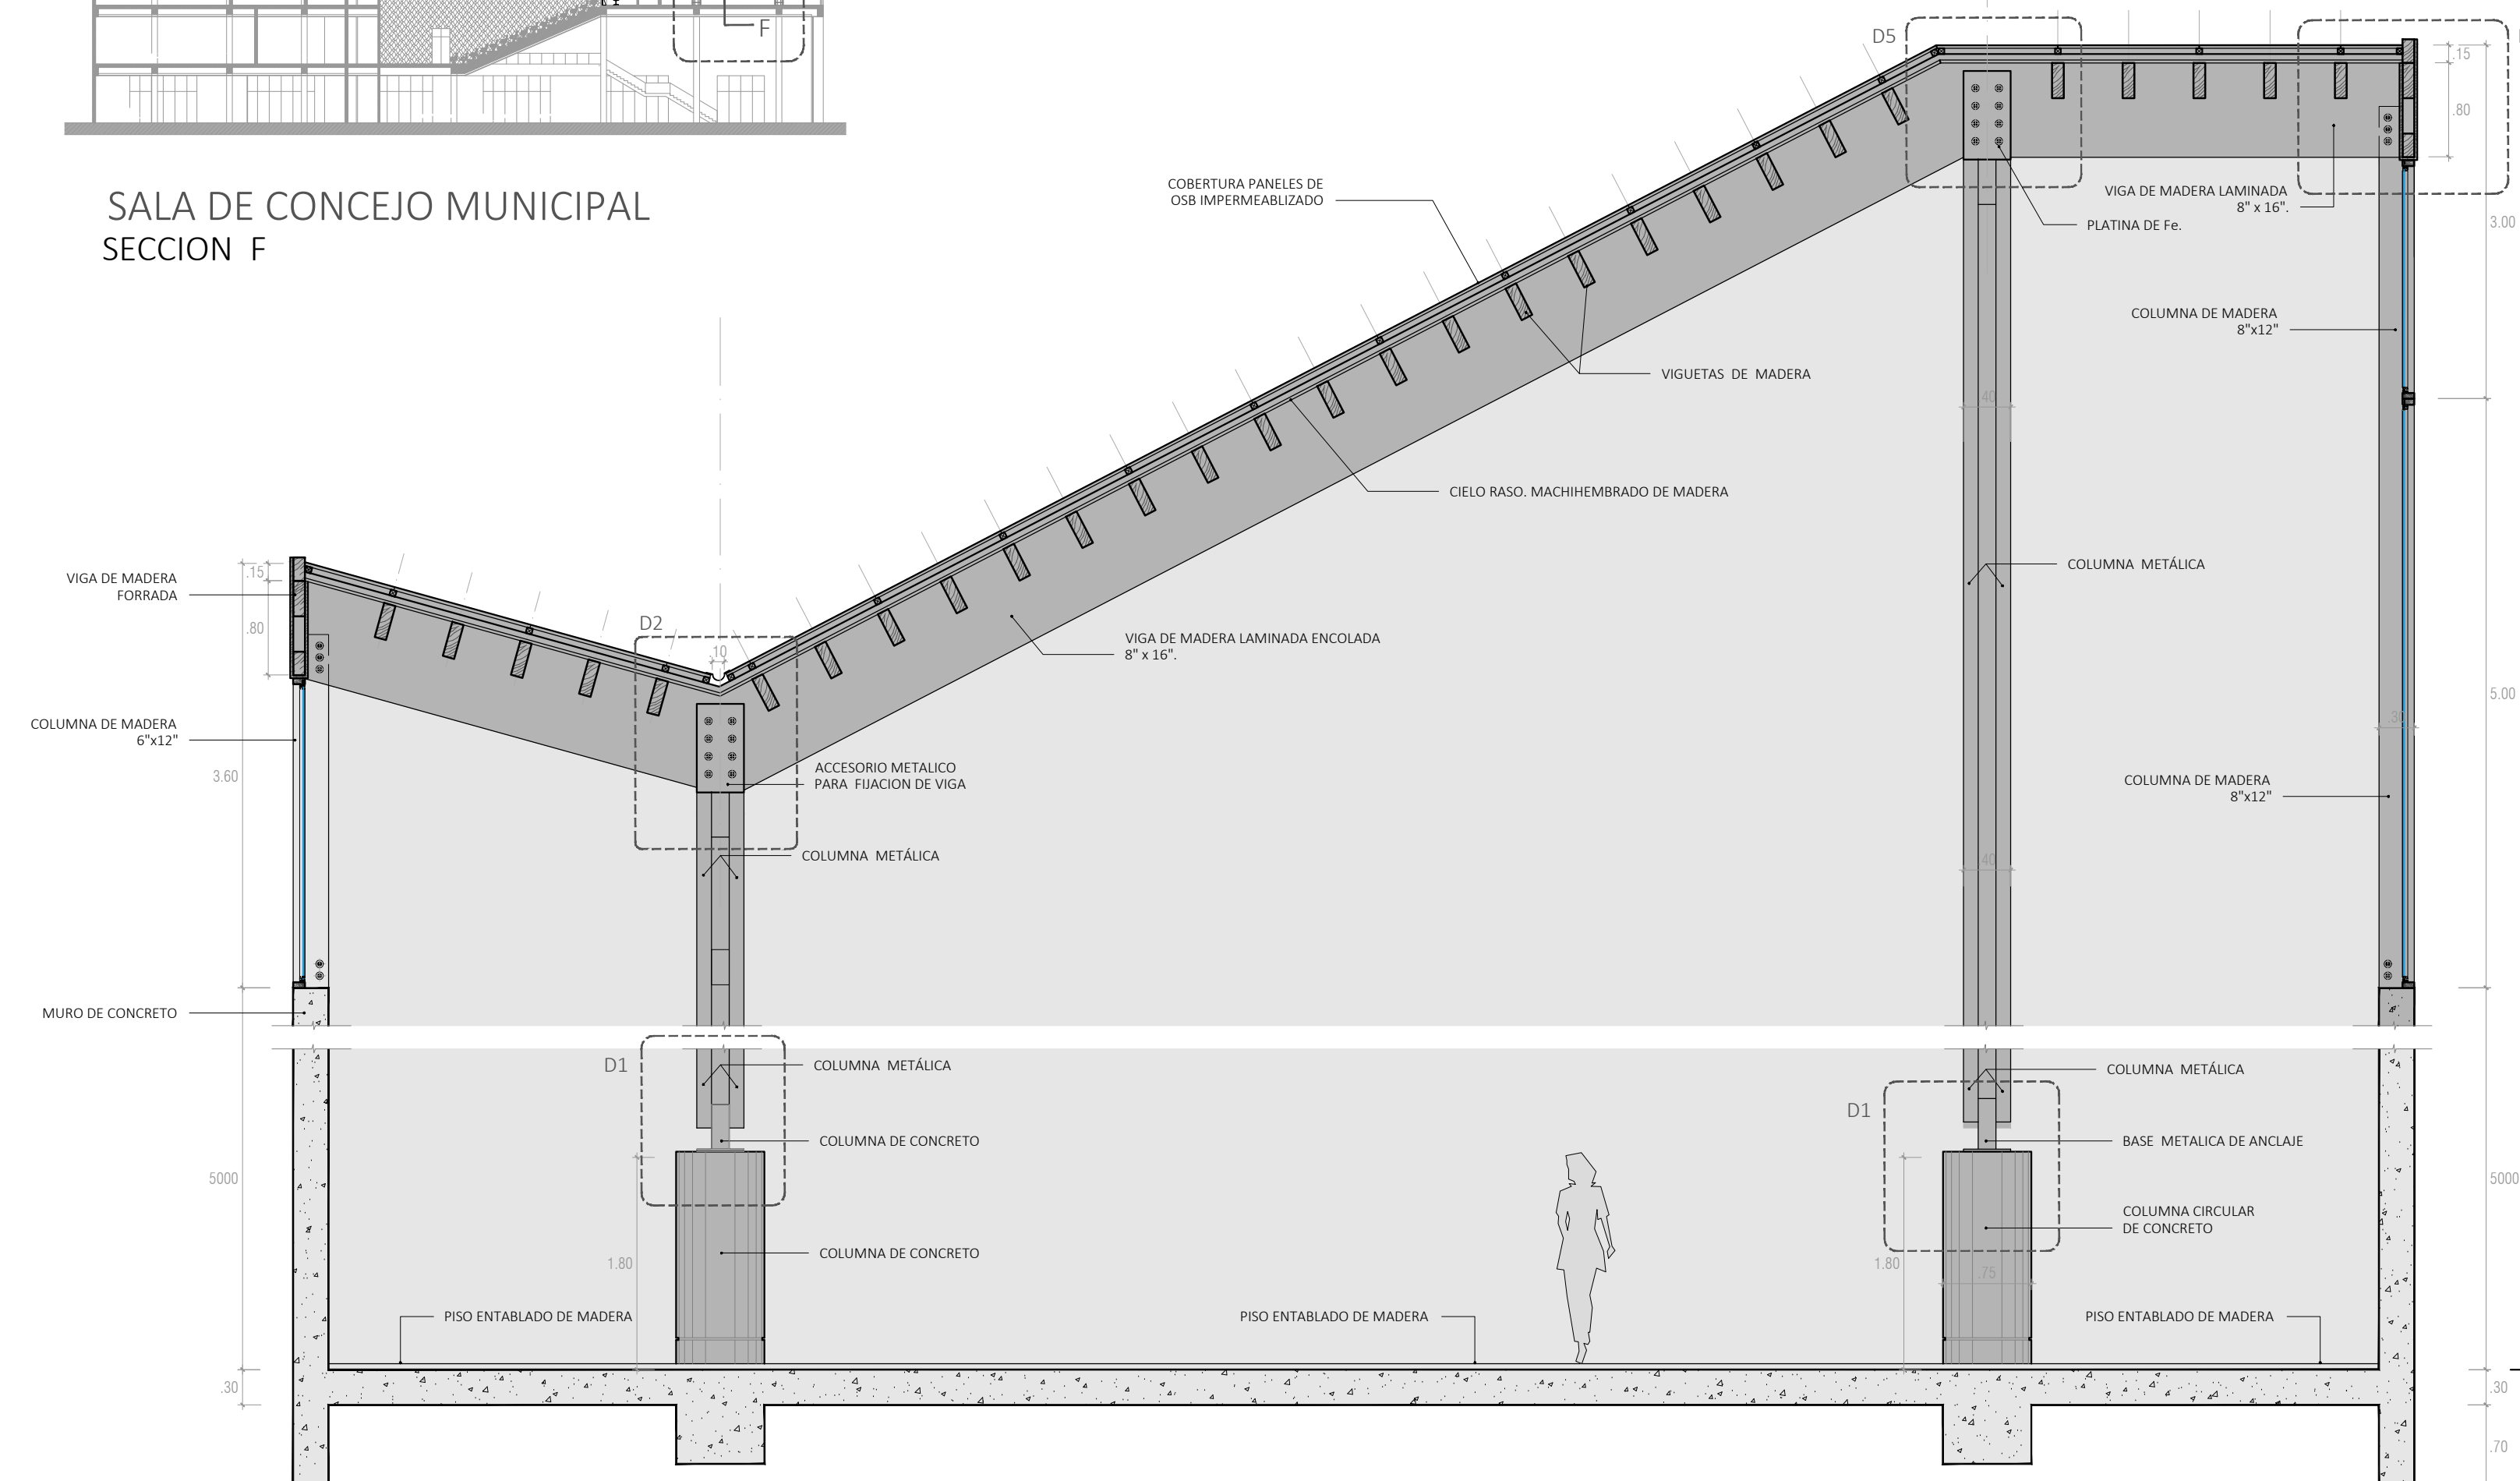 F
SALA DE CONCEJO MUNICIPAL
SECCION F
D5
.15
.80
COBERTURA PANELES DE
OSB IMPERMEABLIZADO
VIGA DE MADERA LAMINADA
8" x 16".
PLATINA DE Fe.
3.00
COLUMNA DE MADERA
8"x12"
VIGUETAS DE MADERA
.40
CIELO RASO. MACHIHEMBRADO DE MADERA
COLUMNA METÁLICA
VIGA DE MADERA
FORRADA
.15
.80
D2
.10
VIGA DE MADERA LAMINADA ENCOLADA
8" x 16".
5.00
.30
COLUMNA DE MADERA
6"x12"
3.60
ACCESORIO METALICO
PARA FIJACION DE VIGA
COLUMNA DE MADERA
8"x12"
COLUMNA METÁLICA
.40
MURO DE CONCRETO
D1
COLUMNA METÁLICA
COLUMNA METÁLICA
D1
COLUMNA DE CONCRETO
BASE METALICA DE ANCLAJE
5000
5000
COLUMNA CIRCULAR
DE CONCRETO
COLUMNA DE CONCRETO
1.80
1.80
.75
PISO ENTABLADO DE MADERA
PISO ENTABLADO DE MADERA
PISO ENTABLADO DE MADERA
.30
.30
.70